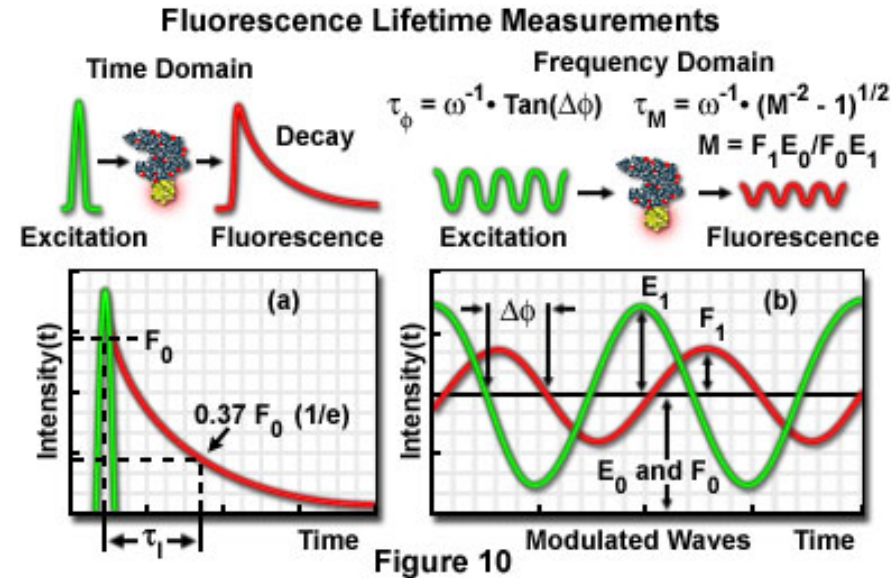 Fluorescence Lifetime Measurements
Time Domain
Decay
Excitation
Fluorescence
Frequency Domain
τϕ = ω⁻¹ • Tan(Δϕ)
τM = ω⁻¹ • (M⁻² - 1)¹/²
M = F₁E₀/F₀E₁
Excitation
Fluorescence
(a)
Intensity(t)
F₀
0.37 F₀ (1/e)
τl
Time
(b)
Intensity(t)
Δϕ
E₁
F₁
E₀ and F₀
Modulated Waves
Time
Figure 10